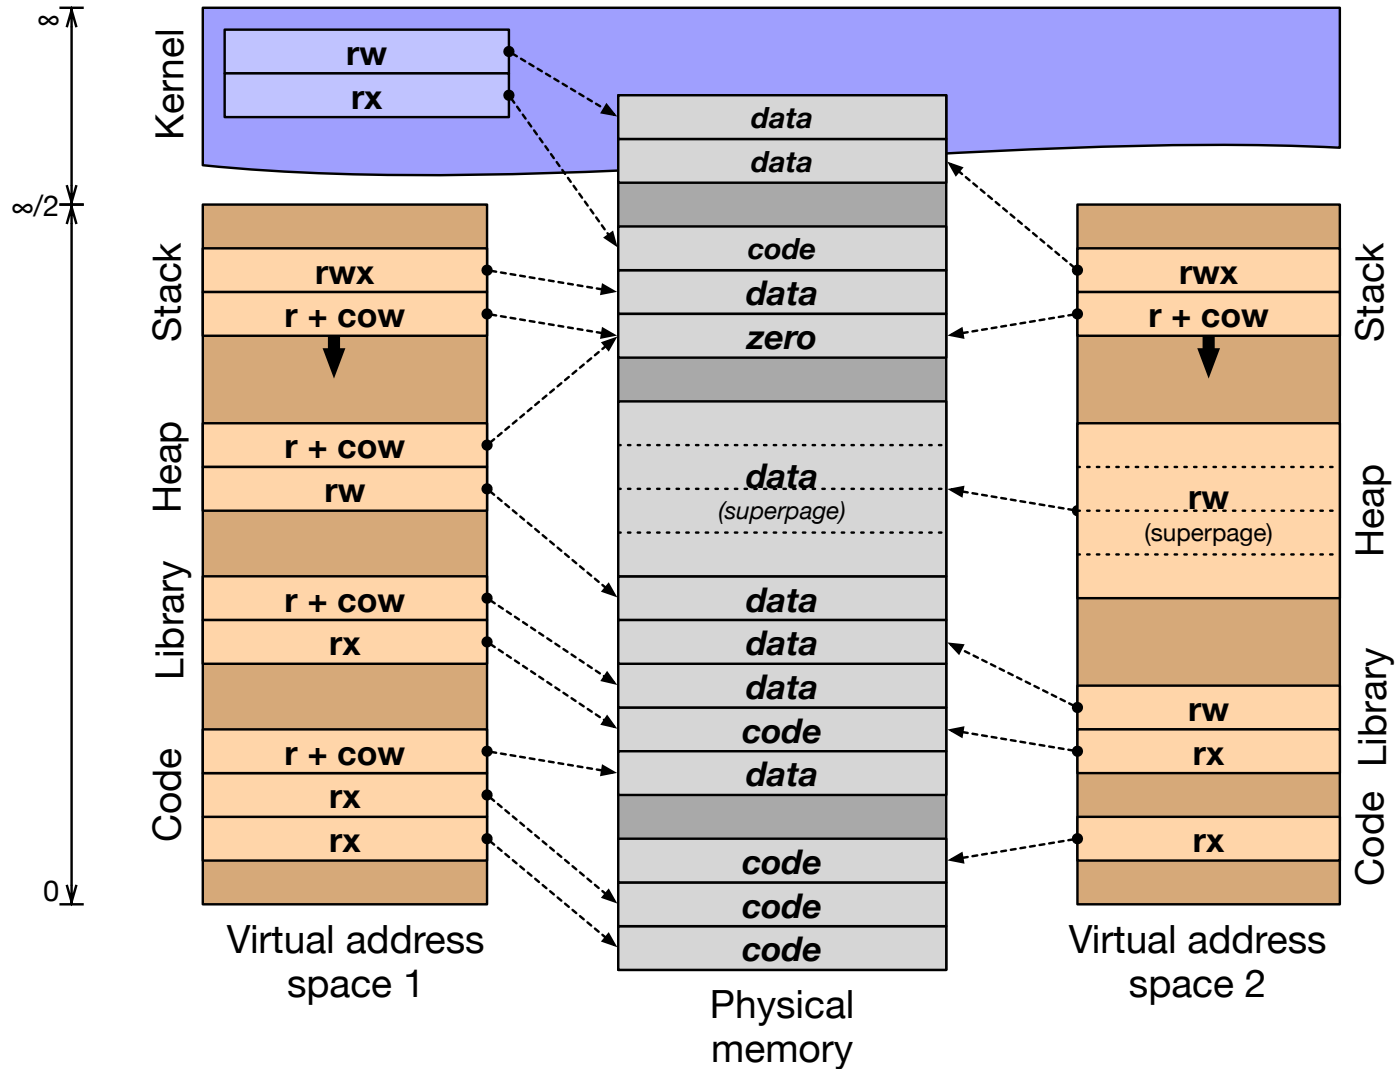 ∞
Kernel
rw
rx
∞/2
Stack
rwx
r + cow
Heap
r + cow
rw
Library
r + cow
rx
Code
r + cow
rx
rx
0
Virtual address
space 1
data
data
code
data
zero
data
(superpage)
data
data
data
code
data
code
code
code
Physical
memory
rwx
r + cow
Stack
rw
(superpage)
Heap
rw
rx
Library
rx
Code
Virtual address
space 2